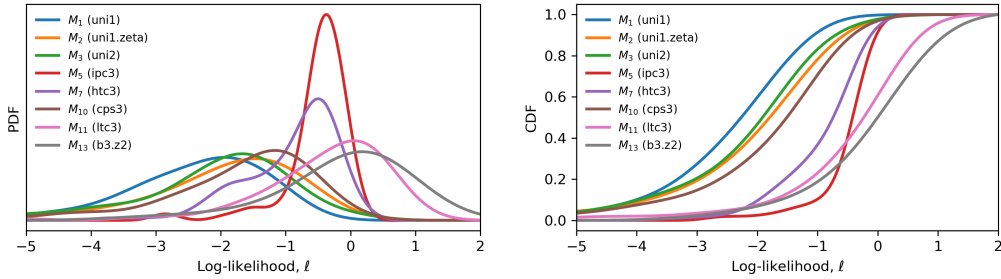 PDF
M₁ (uni1)
M₂ (uni1.zeta)
M₃ (uni2)
M₅ (ipc3)
M₇ (htc3)
M₁₀ (cps3)
M₁₁ (ltc3)
M₁₃ (b3.z2)
−5 −4 −3 −2 −1 0 1 2
Log-likelihood, ℓ
CDF
1.0
0.8
0.6
0.4
0.2
0.0
M₁ (uni1)
M₂ (uni1.zeta)
M₃ (uni2)
M₅ (ipc3)
M₇ (htc3)
M₁₀ (cps3)
M₁₁ (ltc3)
M₁₃ (b3.z2)
−5 −4 −3 −2 −1 0 1 2
Log-likelihood, ℓ